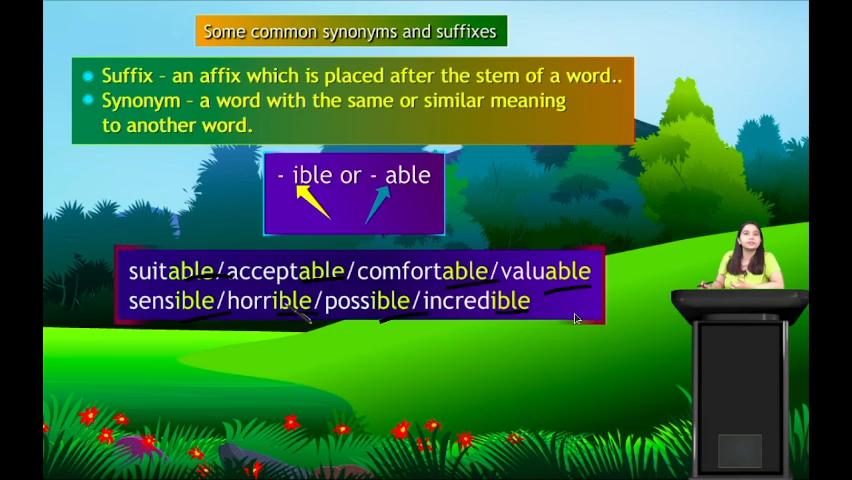 Some common synonyms and suffixes
Suffix – an affix which is placed after the stem of a word..
Synonym – a word with the same or similar meaning
to another word.
- ible or - able
suitable/acceptable/comfortable/valuable
sensible/horrible/possible/incredible